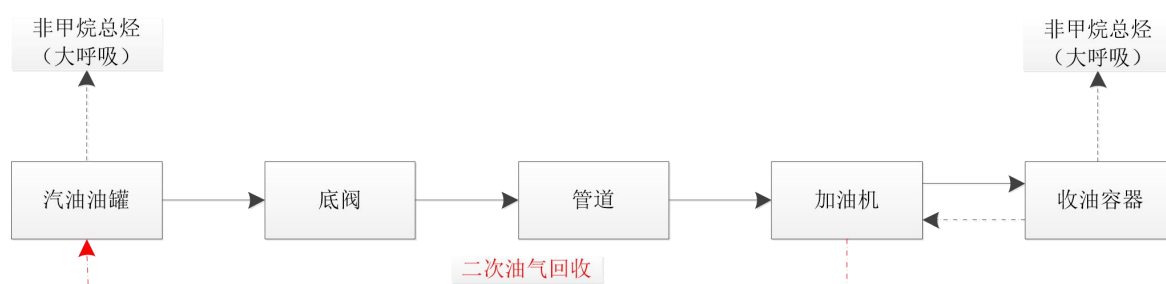 非甲烷总烃
（大呼吸）
非甲烷总烃
（大呼吸）
汽油油罐
底阀
管道
加油机
收油容器
二次油气回收